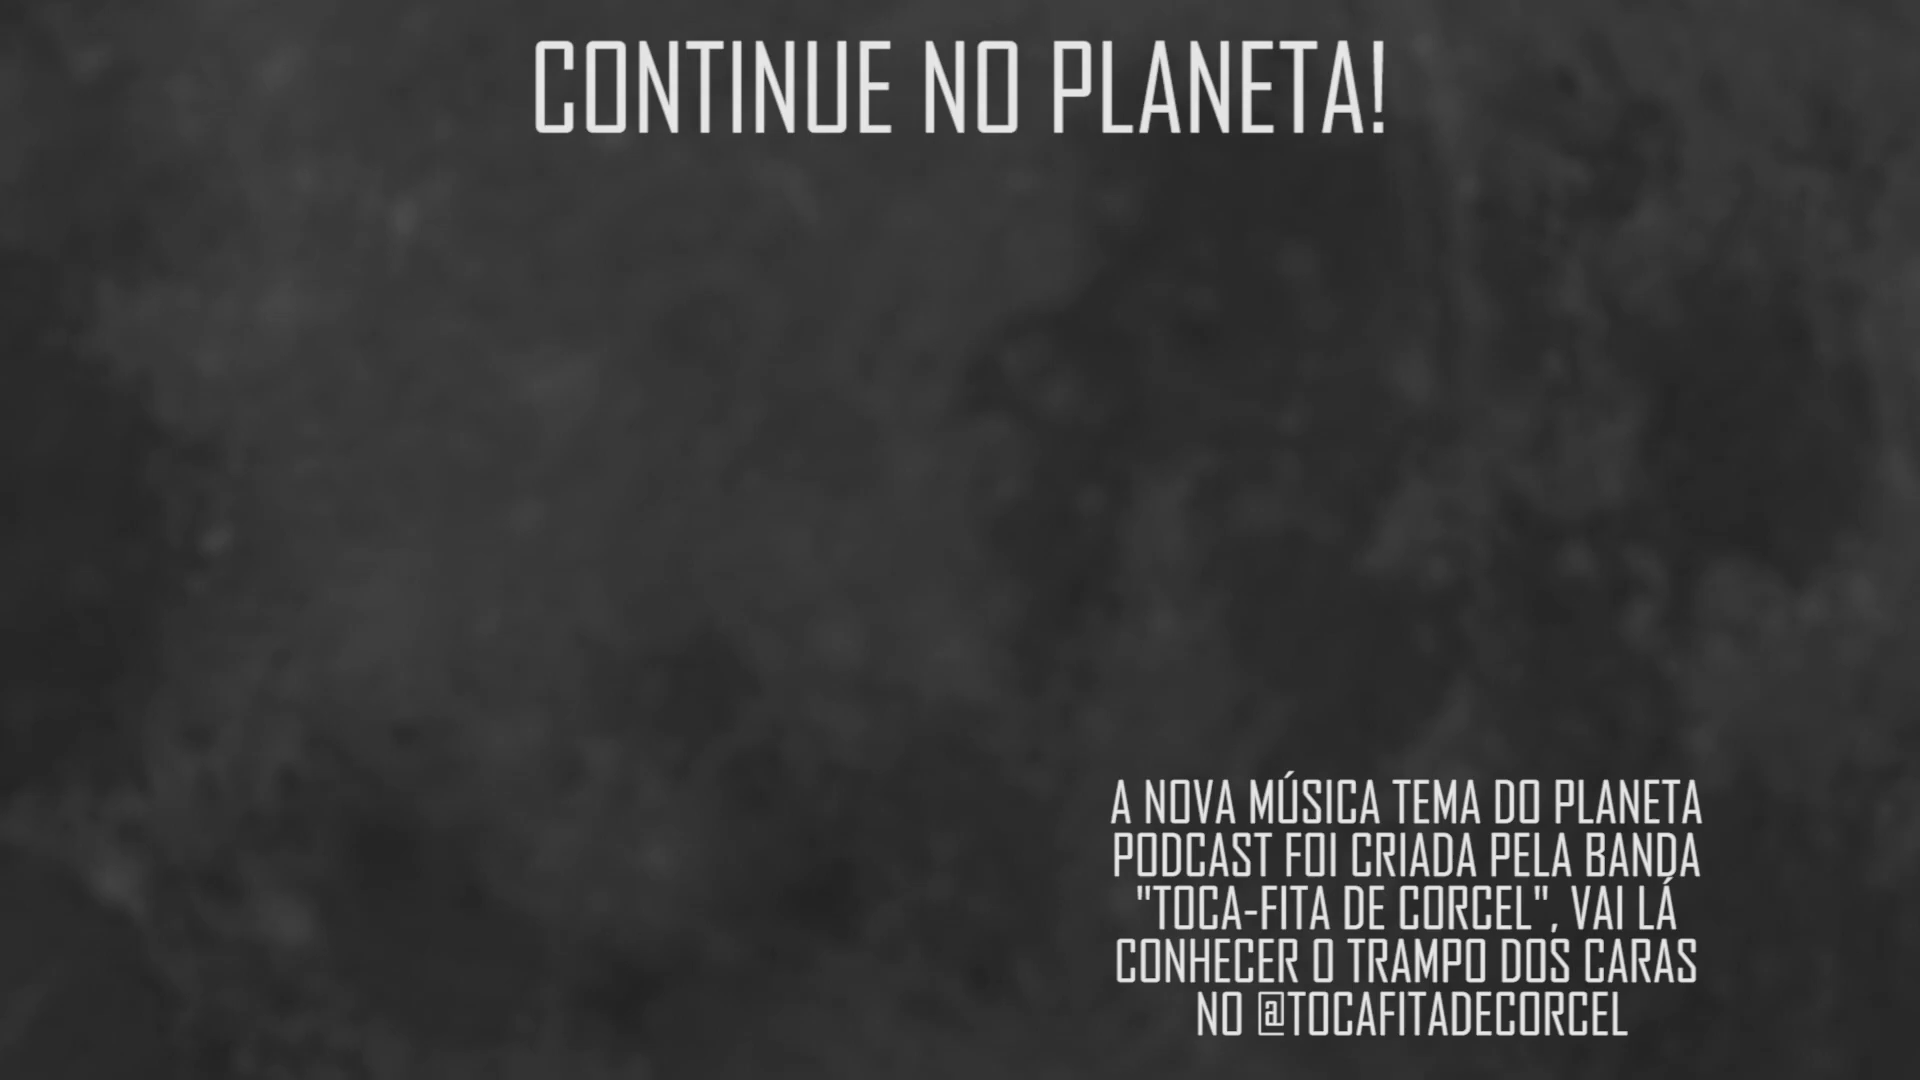 CONTINUE NO PLANETA!
A NOVA MÚSICA TEMA DO PLANETA
PODCAST FOI CRIADA PELA BANDA
"TOCA-FITA DE CORCEL", VAI LÁ
CONHECER O TRAMPO DOS CARAS
NO @TOCAFITADECORCEL